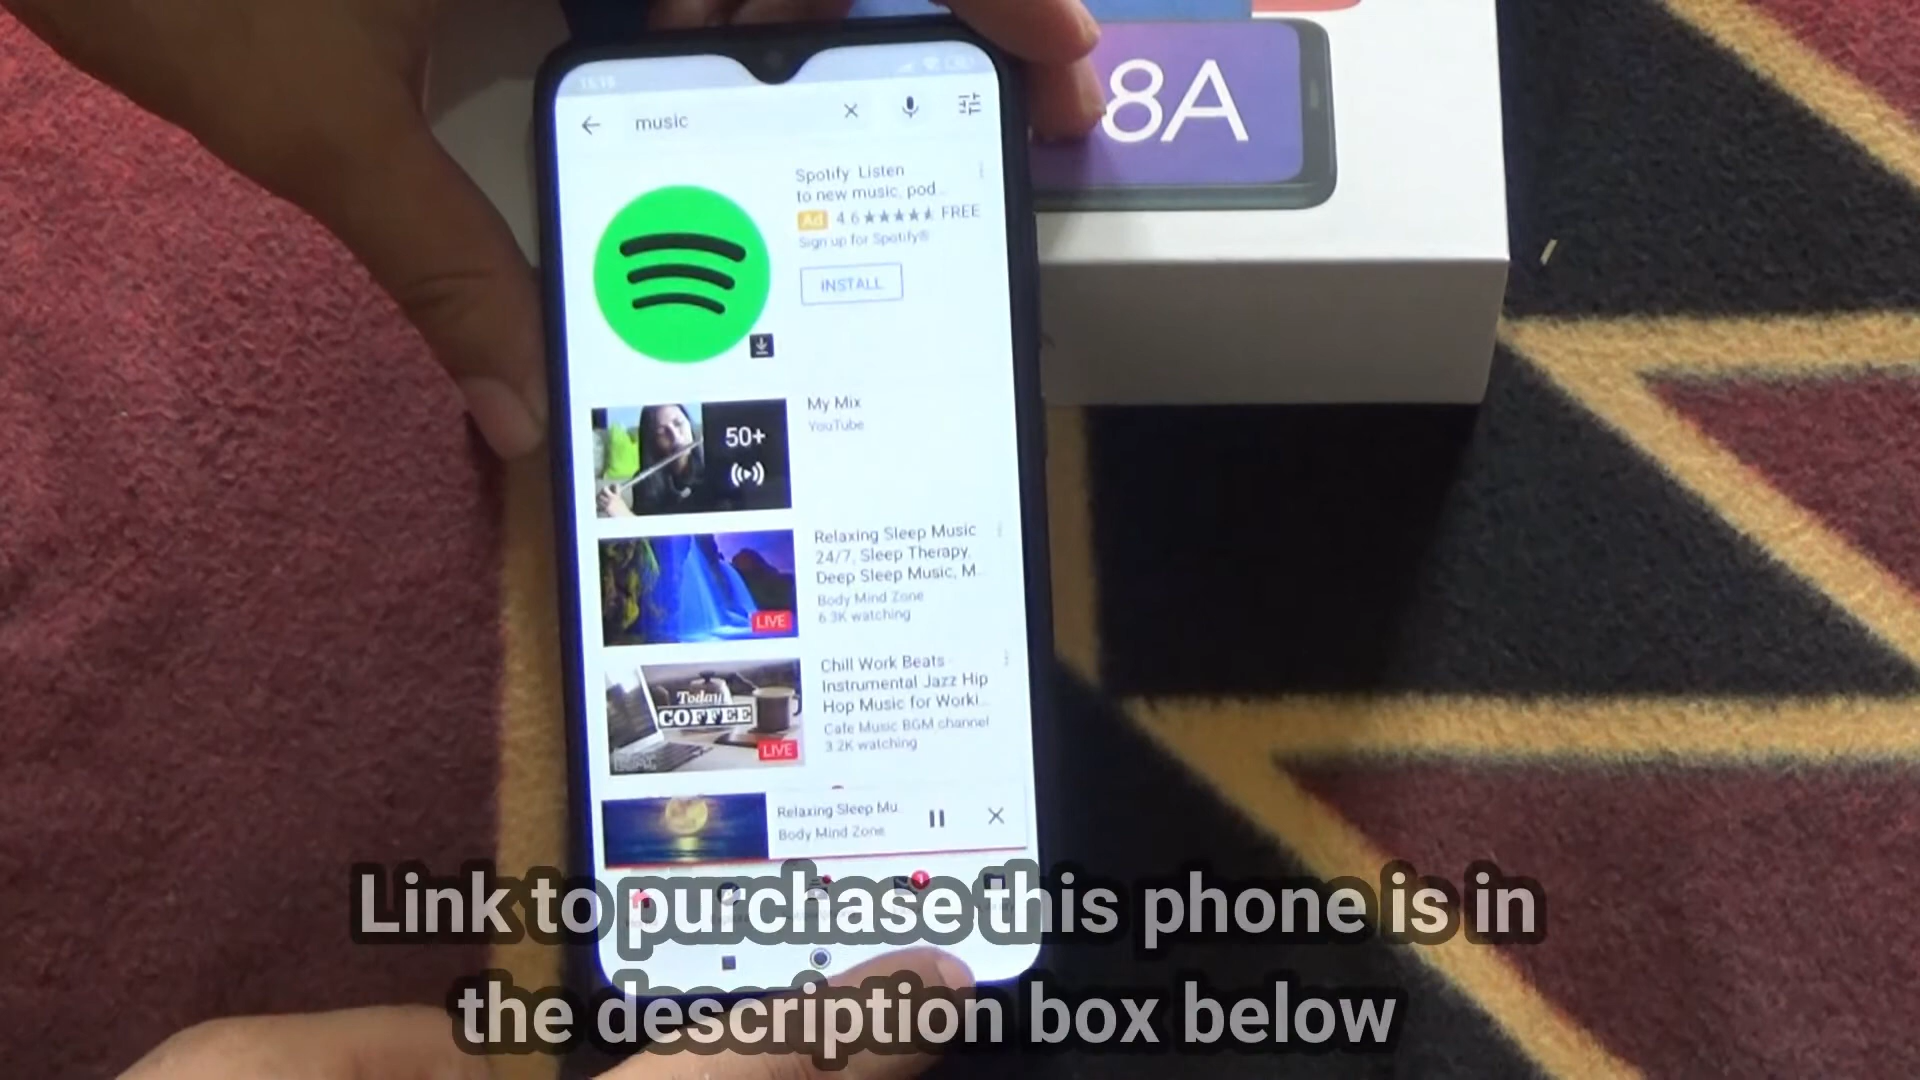 8A
music
Spotify Listen
to new music, pod...
Ad 4.6 FREE
Sign up for Spotify®
INSTALL
50+
My Mix
YouTube
Relaxing Sleep Music
24/7, Sleep Therapy,
Deep Sleep Music, M...
Body Mind Zone
6.3K watching
LIVE
Today
COFFEE
LIVE
Chill Work Beats
Instrumental Jazz Hip
Hop Music for Worki...
Cafe Music BGM channel
3.2K watching
Relaxing Sleep Mu
Body Mind Zone
1
Link to purchase this phone is in
the description box below